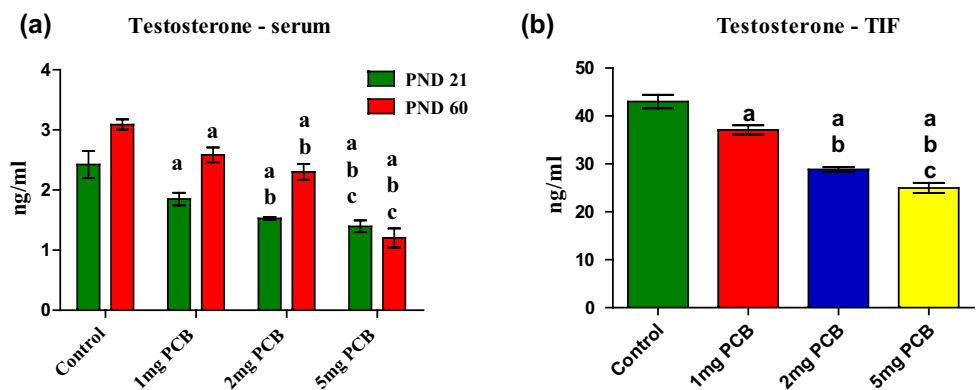 (a)
Testosterone - serum
ng/ml
4
3
2
1
0
PND 21
PND 60
a
a
a
b
a
b
a
b
c
a
b
c
Control
1mg PCB
2mg PCB
5mg PCB
(b)
Testosterone - TIF
ng/ml
50
40
30
20
10
0
a
a
b
a
b
c
Control
1mg PCB
2mg PCB
5mg PCB